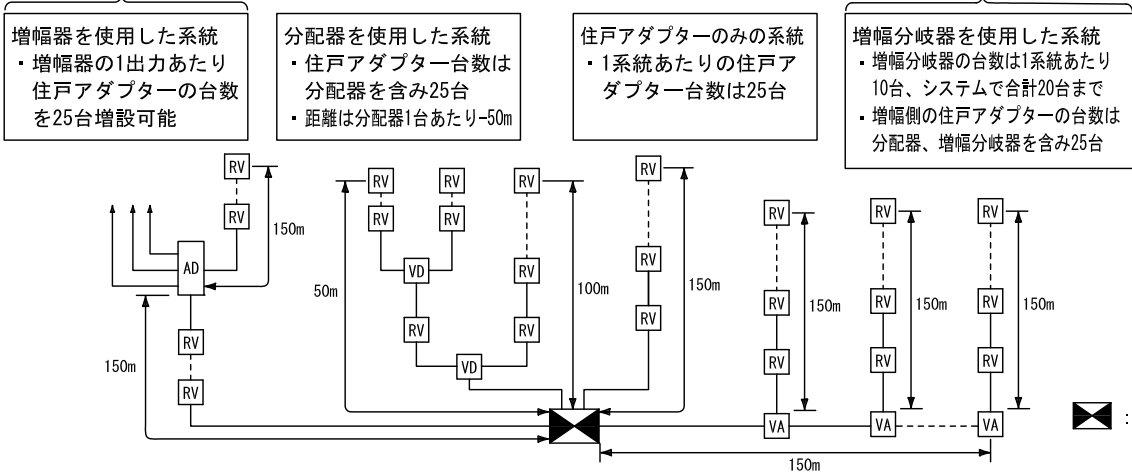 増幅器を使用した系統
・増幅器の1出力あたり
住戸アダプターの台数
を25台増設可能
分配器を使用した系統
・住戸アダプター台数は
分配器を含み25台
・距離は分配器1台あたり-50m
住戸アダプターのみの系統
・1系統あたりの住戸ア
ダプター台数は25台
増幅分岐器を使用した系統
・増幅分岐器の台数は1系統あたり
10台、システムで合計20台まで
・増幅側の住戸アダプターの台数は
分配器、増幅分岐器を含み25台
RV
RV
150m
AD
RV
RV
150m
RV
RV
RV
RV
RV
VD
RV
50m
RV
RV
VD
100m
RV
RV
RV
150m
RV
RV
RV
150m
VA
RV
RV
RV
150m
VA
RV
RV
RV
150m
VA
150m
: